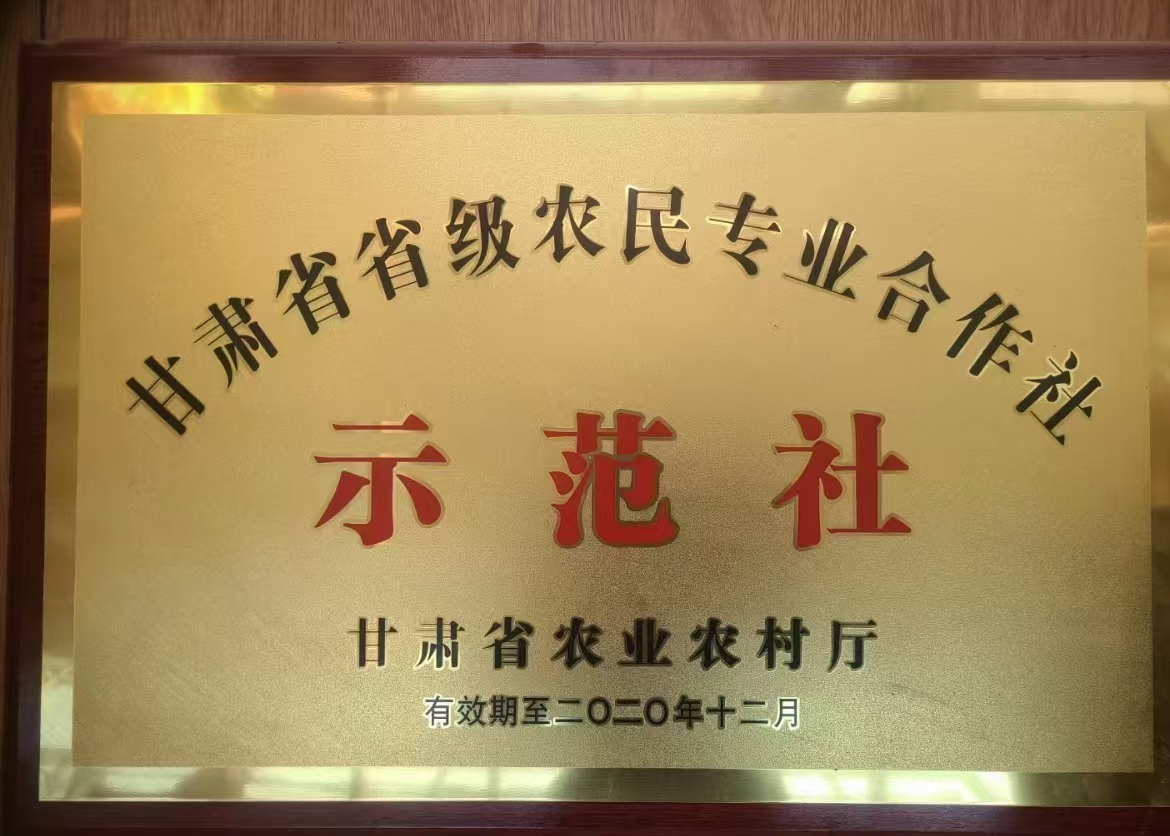 甘肃省省级农民专业合作社
示范社
甘肃省农业农村厅
有效期至二〇二〇年十二月